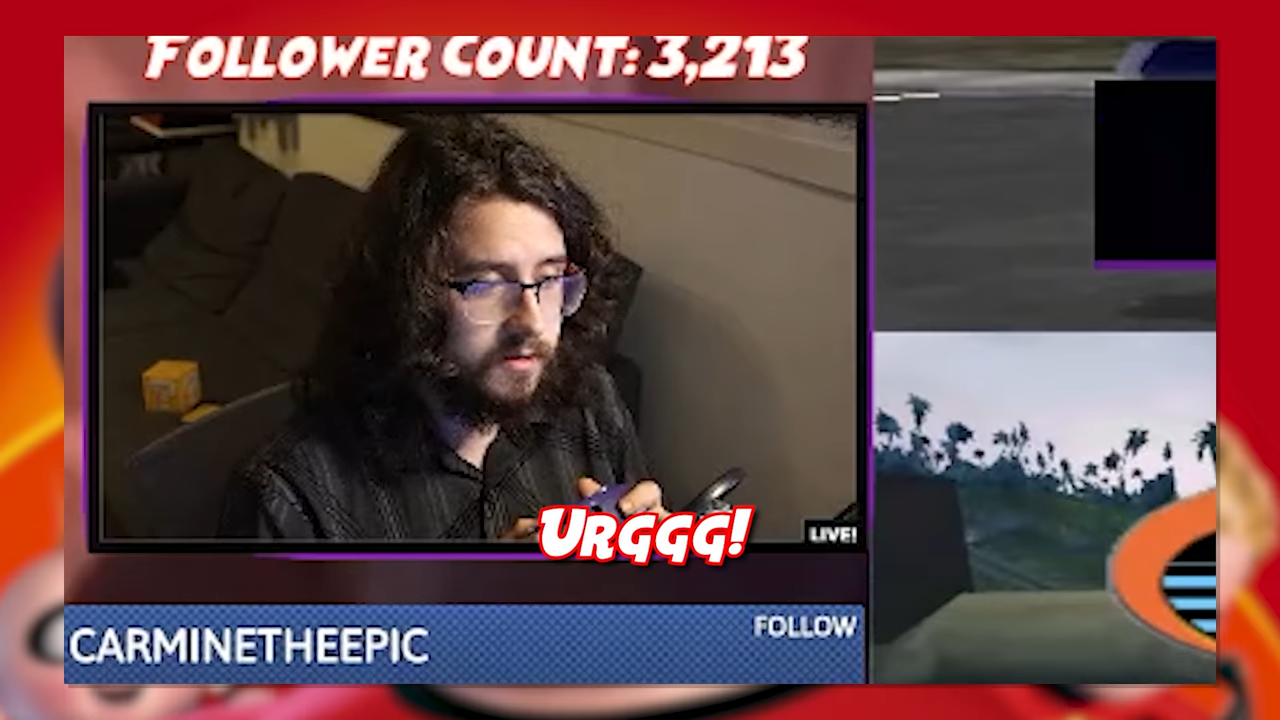 FOLLOWER COUNT: 3,213
LIVE!
URGGG!
FOLLOW
CARMINETHEEPIC